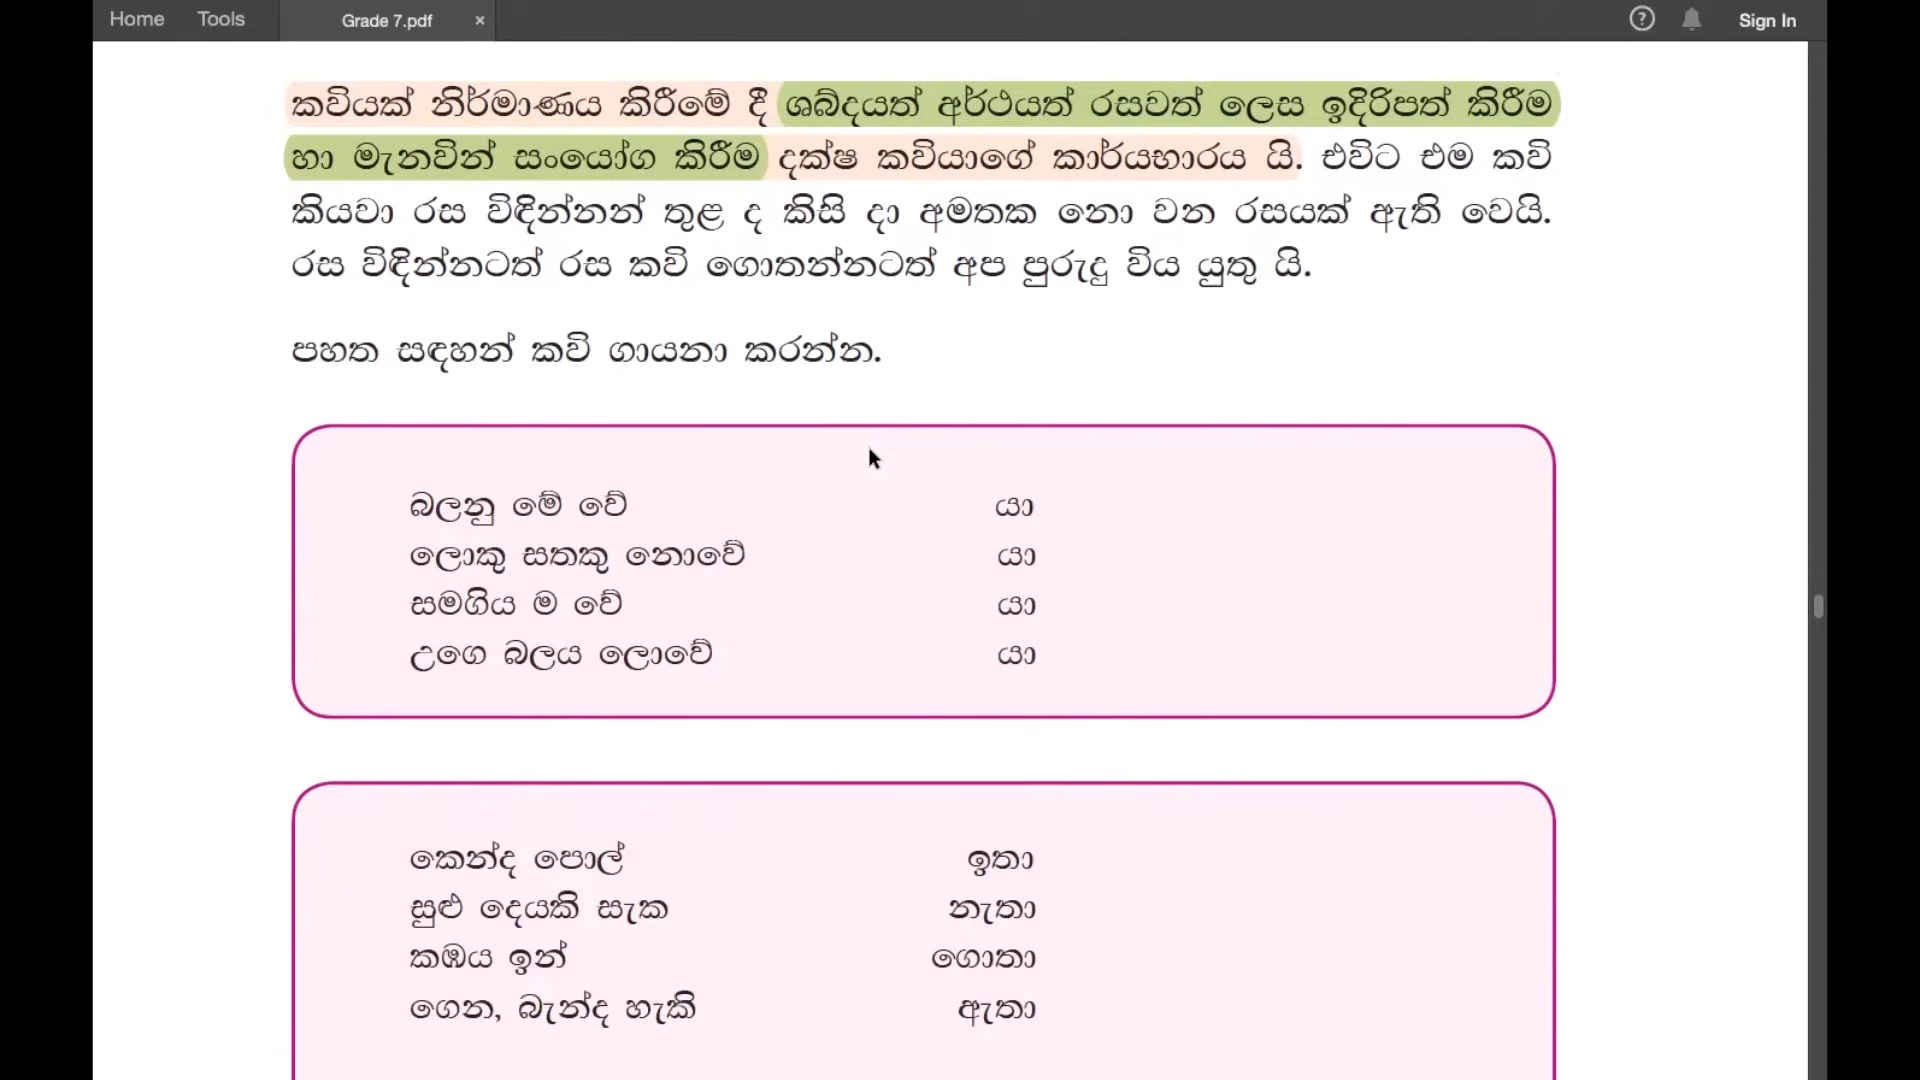 Home Tools Grade 7.pdf × ? Sign In
කවියක් නිර්මාණය කිරීමේ දී ශබ්දයත් අර්ථයත් රසවත් ලෙස ඉදිරිපත් කිරීම
හා මැනවින් සංයෝග කිරීම දක්ෂ කවියාගේ කාර්යභාරය යි. එවිට එම කවි
කියවා රස විඳින්නන් තුළ ද කිසි දා අමතක නො වන රසයක් ඇති වෙයි.
රස විඳින්නටත් රස කවි ගොතන්නටත් අප පුරුදු විය යුතු යි.
පහත සඳහන් කවි ගායනා කරන්න.
බලනු මේ වේ යා
ලොකු සතකු නොවේ යා
සමගිය ම වේ යා
උගෙ බලය ලොවේ යා
කෙන්ද පොල් ඉතා
සුළු දෙයකි සැක නැතා
කඹය ඉන් ගොතා
ගෙන, බැන්ද හැකි ඇතා